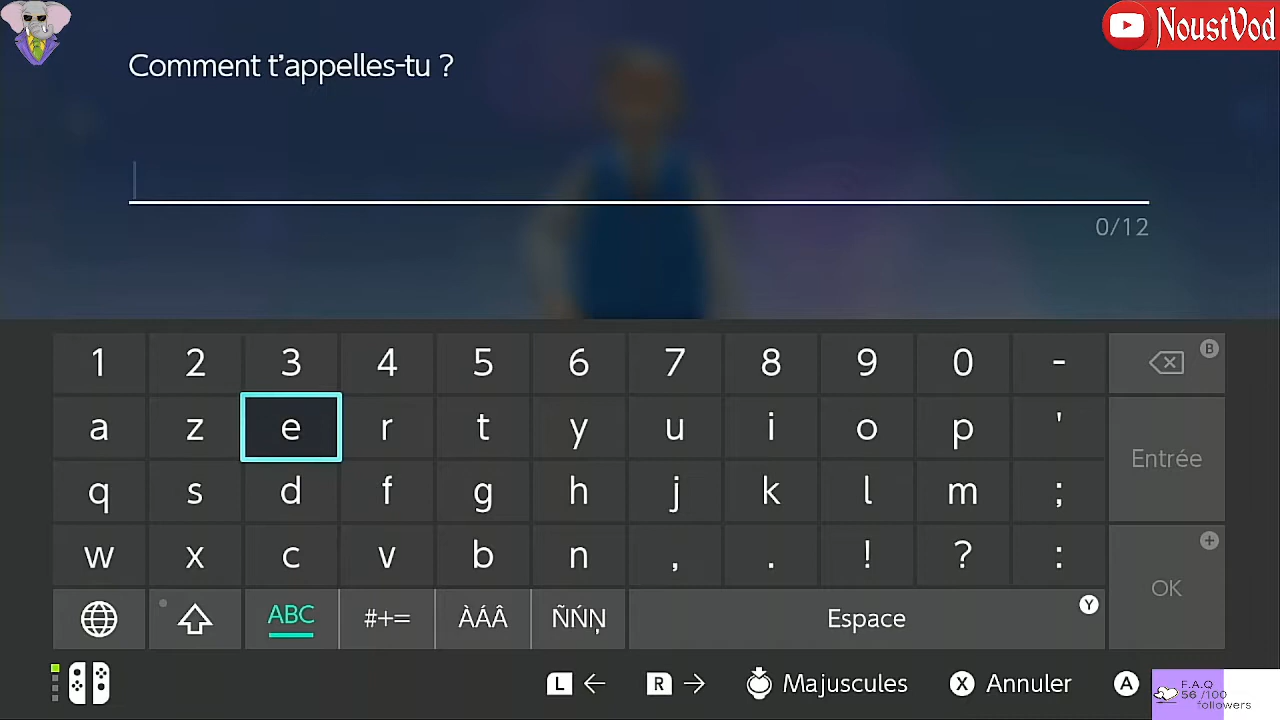 NoustVod
Comment t'appelles-tu ?
0/12
1 2 3 4 5 6 7 8 9 0 -
B
a z e r t y u i o p '
Entrée
q s d f g h j k l m ;
w x c v b n , . ! ? :
+
OK
ABC #+= ÀÁÂ ÑŃŅ Espace Y
L ← R → Majuscules X Annuler A
F.A.Q
56 /100
followers